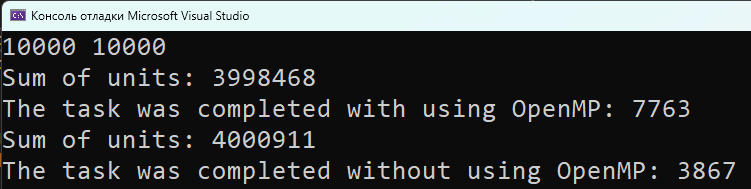 Консоль отладки Microsoft Visual Studio
10000 10000
Sum of units: 3998468
The task was completed with using OpenMP: 7763
Sum of units: 4000911
The task was completed without using OpenMP: 3867